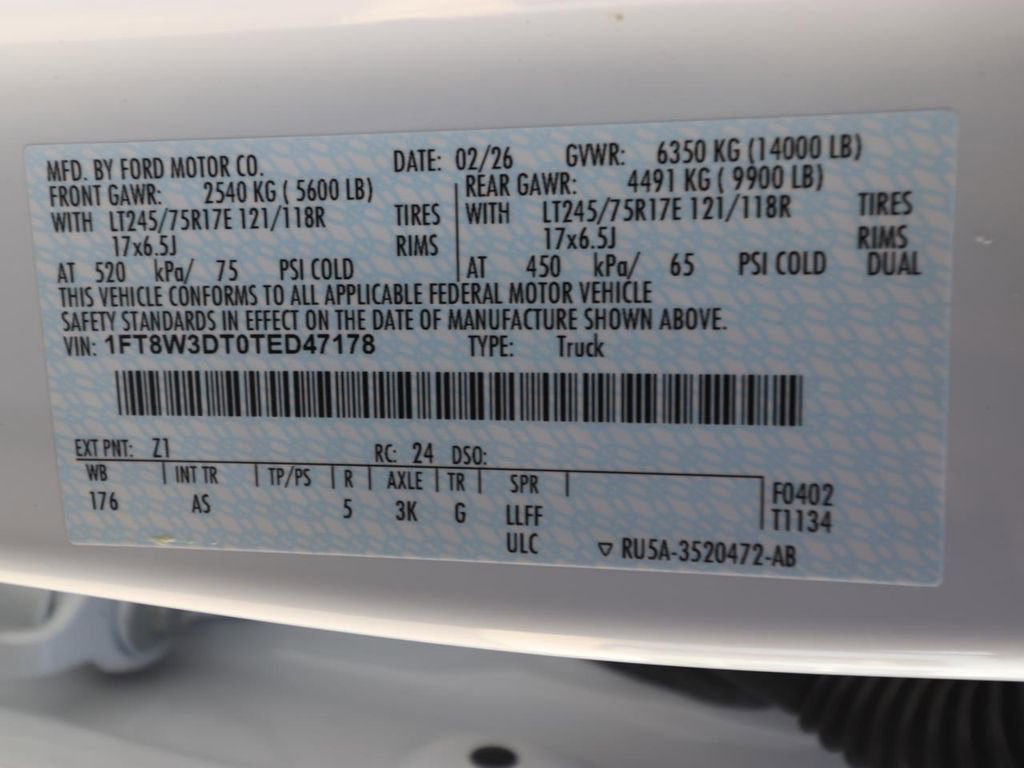 MFD. BY FORD MOTOR CO. DATE: 02/26 GVWR: 6350 KG (14000 LB)
FRONT GAWR: 2540 KG ( 5600 LB) REAR GAWR: 4491 KG ( 9900 LB)
WITH LT245/75R17E 121/118R TIRES WITH LT245/75R17E 121/118R TIRES
17x6.5J RIMS 17x6.5J RIMS
AT 520 kPa/ 75 PSI COLD AT 450 kPa/ 65 PSI COLD DUAL
THIS VEHICLE CONFORMS TO ALL APPLICABLE FEDERAL MOTOR VEHICLE
SAFETY STANDARDS IN EFFECT ON THE DATE OF MANUFACTURE SHOWN ABOVE.
VIN: 1FT8W3DT0TED47178 TYPE: Truck
EXT PNT: Z1 RC: 24 DSO:
WB INT TR TP/PS R AXLE TR SPR
176 AS 5 3K G LLFF
ULC
F0402
T1134
▽ RU5A-3520472-AB